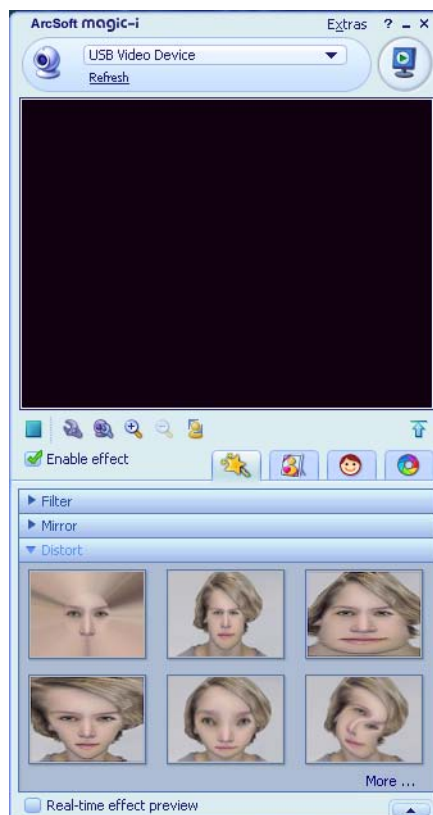 ArcSoft magic-i Extras ?
USB Video Device
Refresh
Enable effect
Filter
Mirror
Distort
More ...
Real-time effect preview